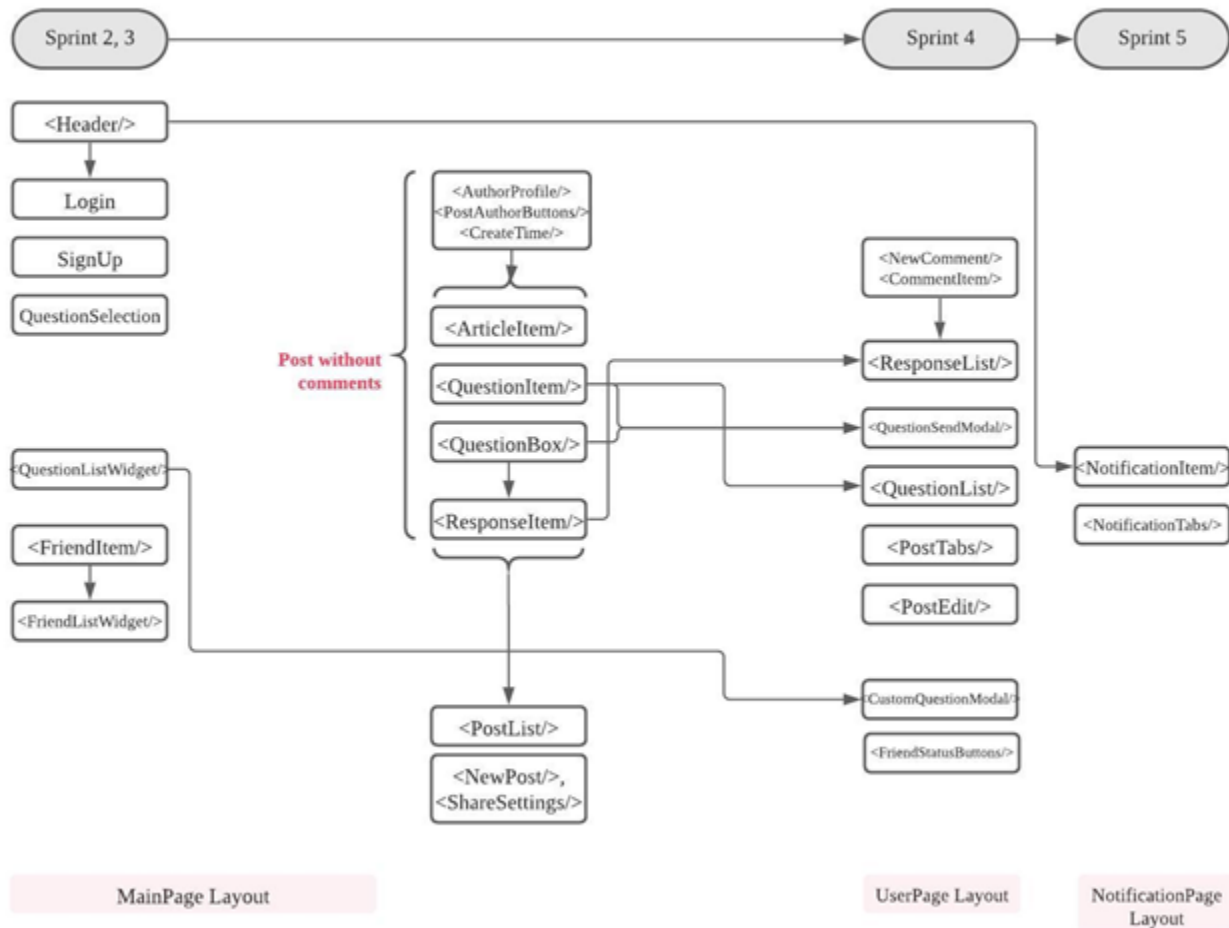 Sprint 2, 3
Sprint 4
Sprint 5
<Header/>
Login
SignUp
QuestionSelection
<QuestionListWidget/>
<FriendItem/>
<FriendListWidget/>
Post without
comments
<AuthorProfile/>
<PostAuthorButtons/>
<CreateTime/>
<ArticleItem/>
<QuestionItem/>
<QuestionBox/>
<ResponseItem/>
<PostList/>
<NewPost/>,
<ShareSettings/>
<NewComment/>
<CommentItem/>
<ResponseList/>
<QuestionSendModal/>
<QuestionList/>
<PostTabs/>
<PostEdit/>
<CustomQuestionModal/>
<FriendStatusButtons/>
<NotificationItem/>
<NotificationTabs/>
MainPage Layout
UserPage Layout
NotificationPage
Layout